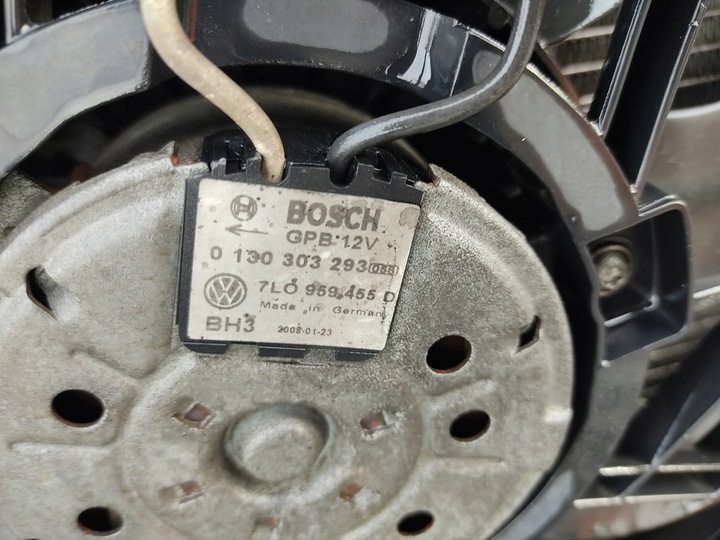 BOSCH
GPB 12V
0 130 303 293
7L0 959 455 D
Made in Germany
BH3 2008-01-23